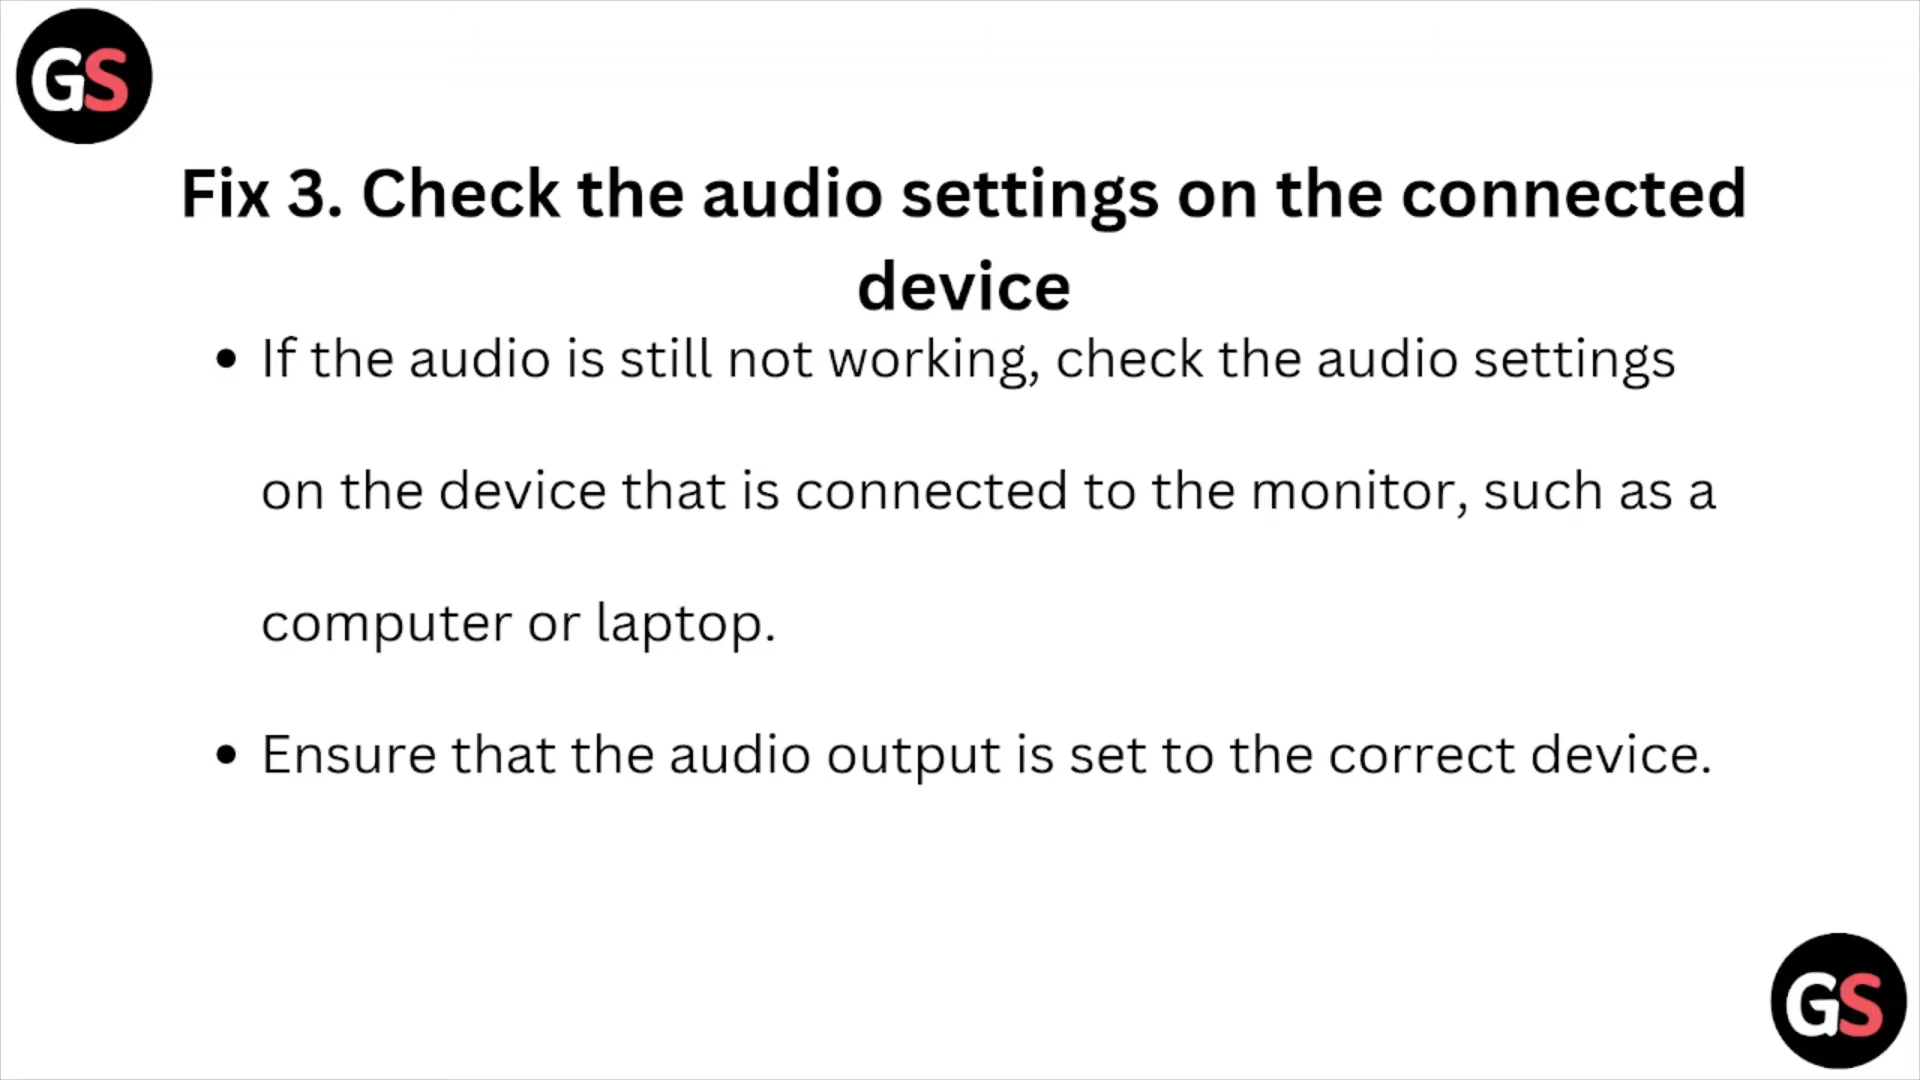 GS
Fix 3. Check the audio settings on the connected
device
• If the audio is still not working, check the audio settings
on the device that is connected to the monitor, such as a
computer or laptop.
• Ensure that the audio output is set to the correct device.
GS